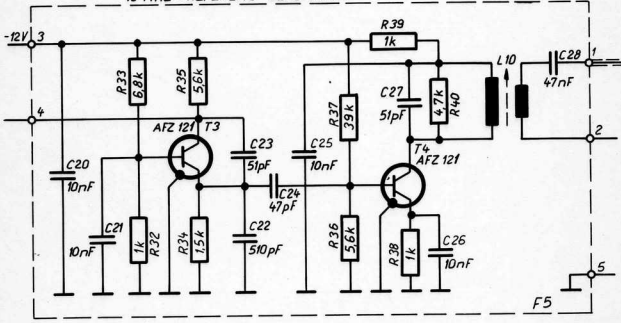 R39
1k
-12V
3
R33
6,8k
R35
5,6k
L10
C28
47nF
1
C27
51pF
4,7k
R40
R37
39k
4
AFZ 121
T3
C23
51pF
C25
10nF
T4
AFZ 121
2
C20
10nF
C24
47pF
C21
10nF
1k
R32
R34
1,5k
C22
510pF
R36
5,6k
R38
1k
C26
10nF
5
F5